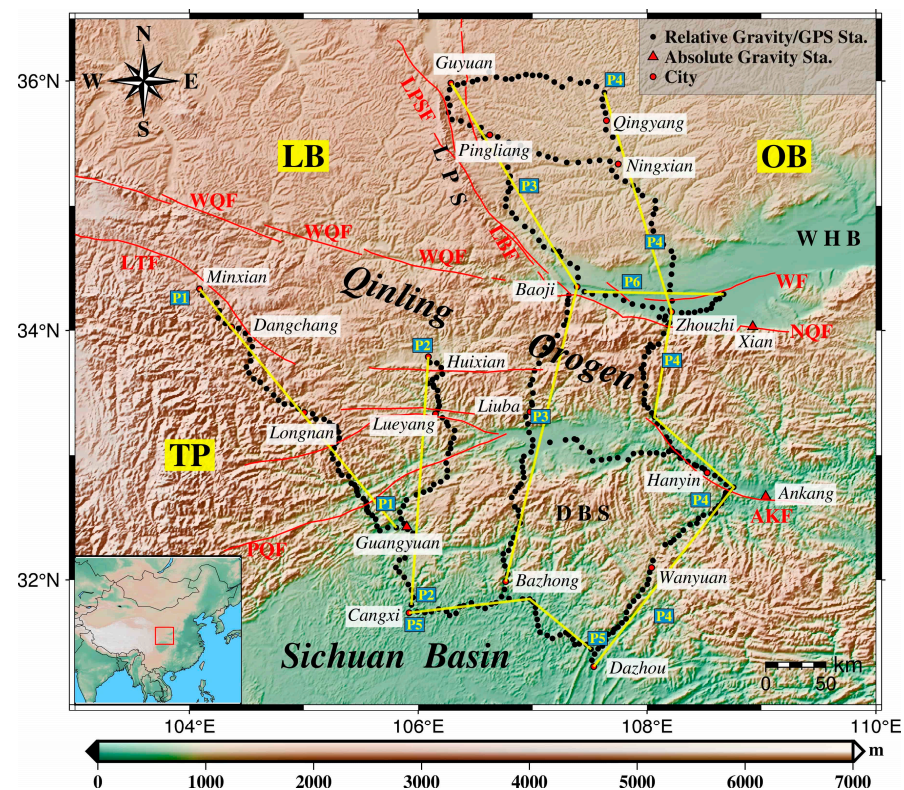 N
W E
S
Relative Gravity/GPS Sta.
Absolute Gravity Sta.
City
36°N
34°N
32°N
Guyuan
P4
LPSF
Qingyang
LB
Pingliang
L P S
Ningxian
OB
WQF
P3
WQF
WQF
LRF
P4
W H B
LTF
Minxian
P1
Qinling
Baoji
P6
WF
Dangchang
Zhouzhi
Xian
NQF
P2
Huixian
Orogen
P4
Liuba
P3
Lueyang
Longnan
TP
Hanyin
P4
Ankang
AKF
P1
D B S
Guangyuan
PQF
Bazhong
Wanyuan
P2
Cangxi
P5
P4
P5
Sichuan Basin
Dazhou
km
0 50
104°E 106°E 108°E 110°E
m
0 1000 2000 3000 4000 5000 6000 7000